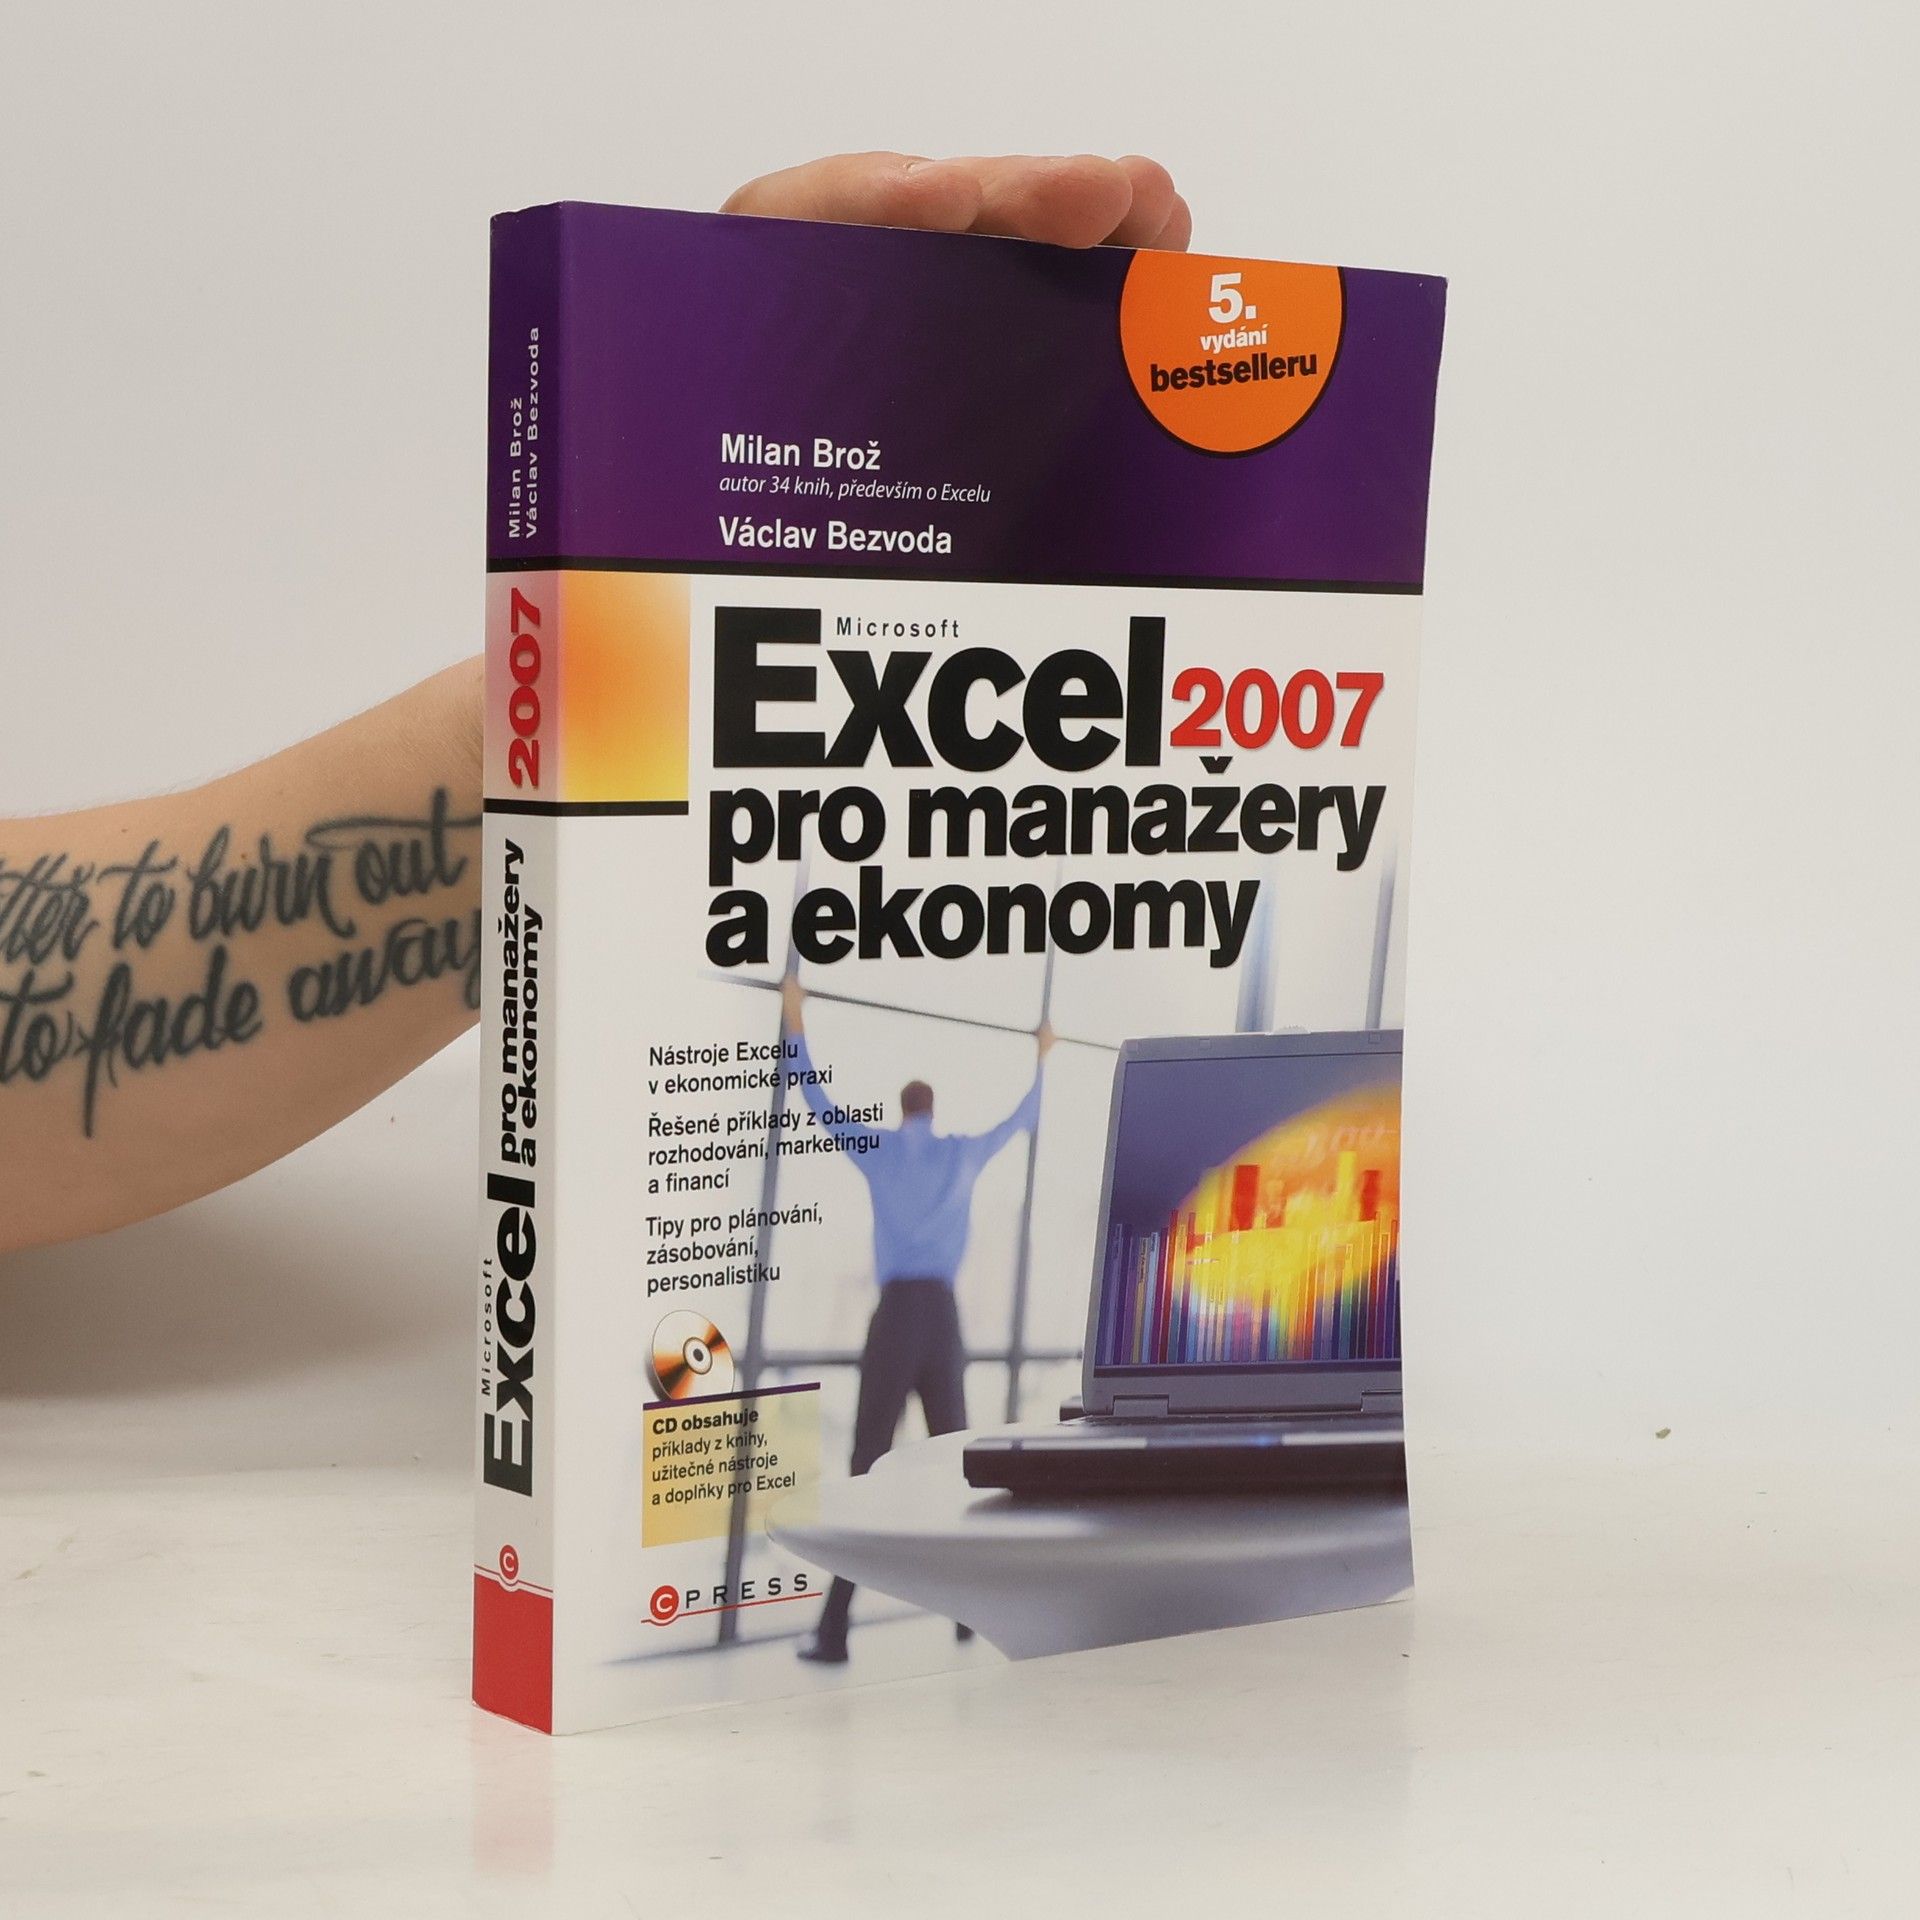 5.
vydání
bestselleru
Milan Brož
autor 34 knih, především o Excelu
Václav Bezvoda
Microsoft
Excel 2007
pro manažery
a ekonomy
Nástroje Excelu
v ekonomické praxi
Řešené příklady z oblasti
rozhodování, marketingu
a financí
Tipy pro plánování,
zásobování,
personalistiku
CD obsahuje
příklady z knihy,
užitečné nástroje
a doplňky pro Excel
C PRESS
Milan Brož
Václav Bezvoda
2007
Microsoft
Excel
pro manažery
a ekonomy
C
to burn out
to fade away